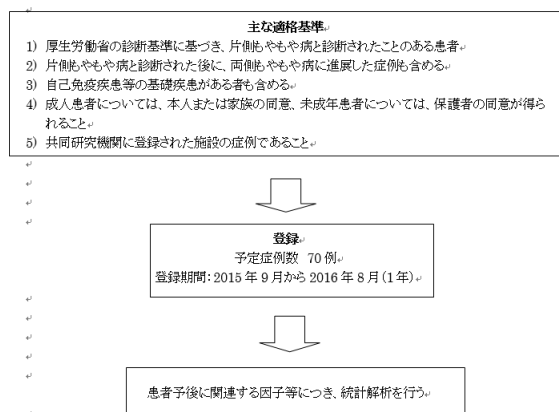 主な適格基準
1) 厚生労働省の診断基準に基づき、片側もやもや病と診断されたことのある患者
2) 片側もやもや病と診断された後に、両側もやもや病に進展した症例も含める
3) 自己免疫疾患等の基礎疾患がある者も含める
4) 成人患者については、本人または家族の同意、未成年患者については、保護者の同意が得ら
れること
5) 共同研究機関に登録された施設の症例であること
登録
予定症例数 70 例
登録期間：2015 年 9 月から 2016 年 8 月(1 年)
患者予後に関連する因子等につき、統計解析を行う